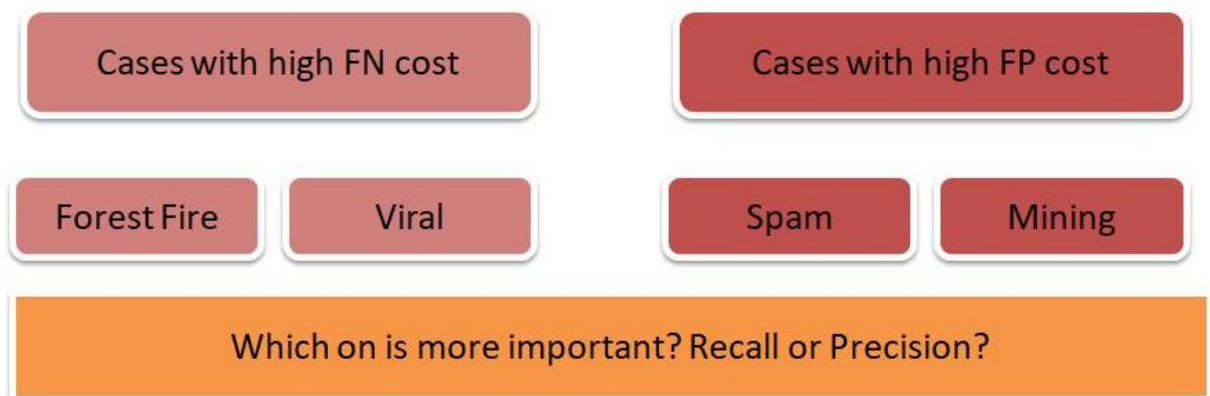 Cases with high FN cost
Cases with high FP cost
Forest Fire
Viral
Spam
Mining
Which on is more important? Recall or Precision?